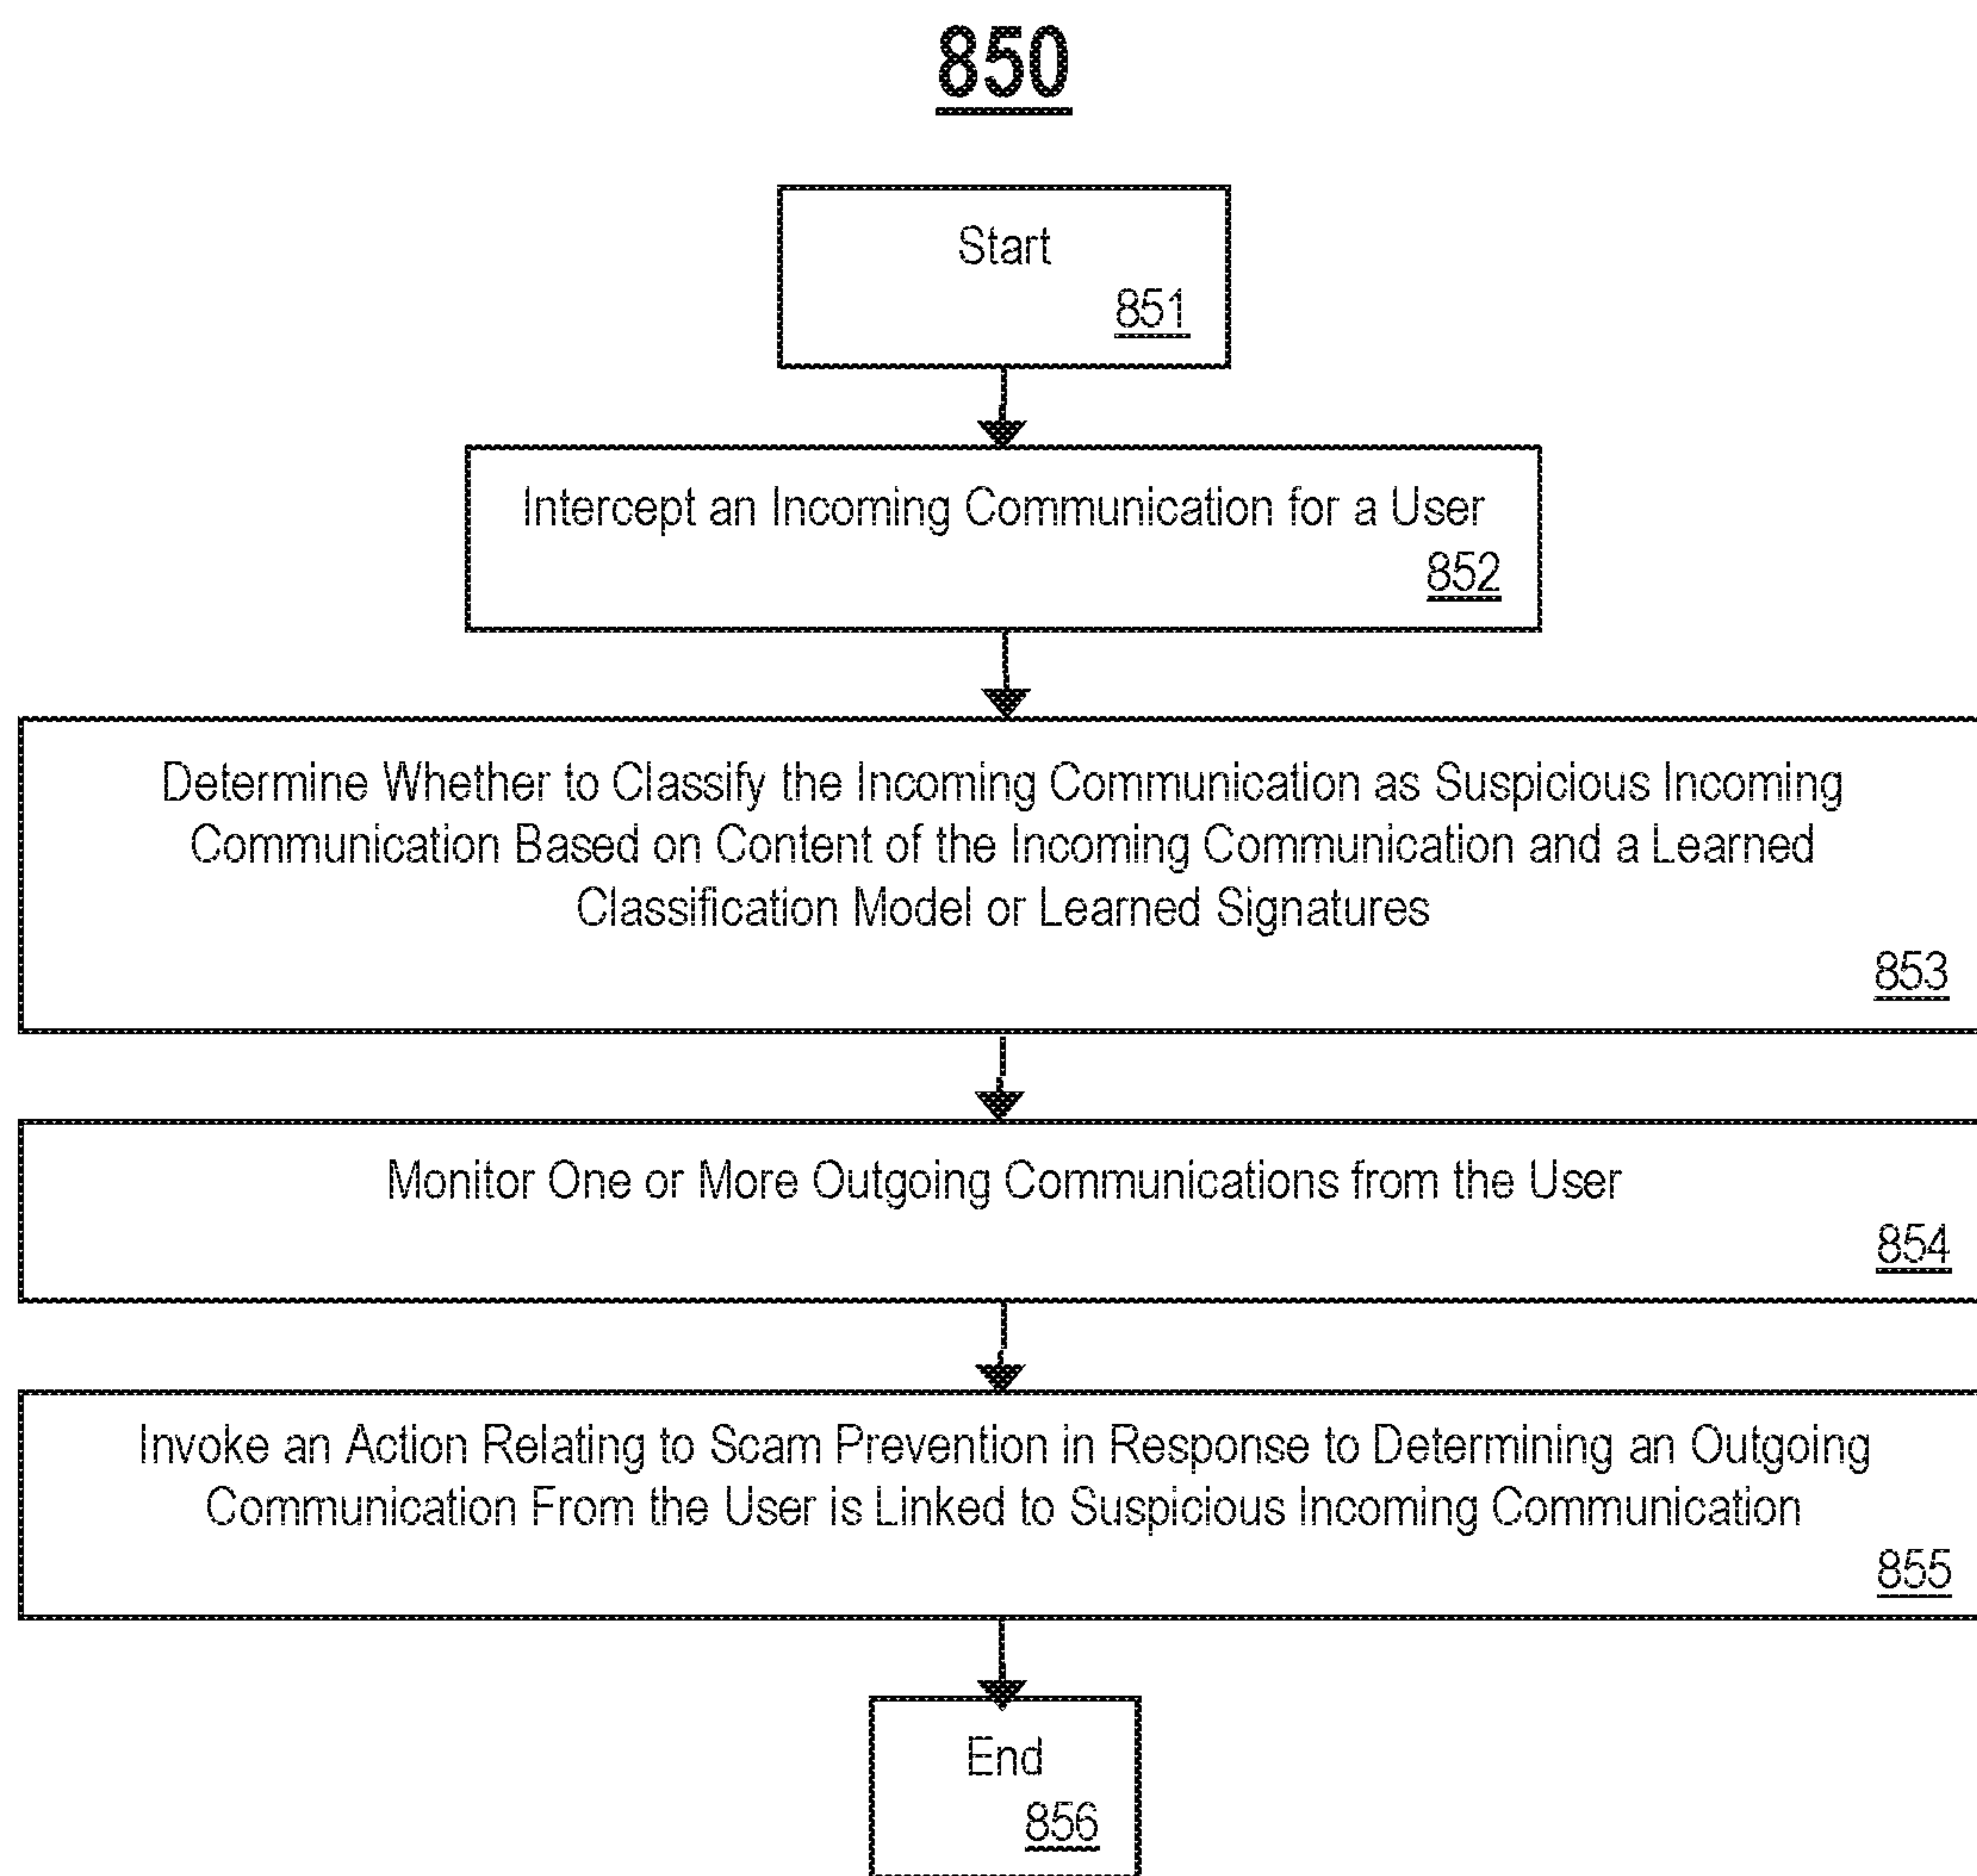 850
Start
851
Intercept an Incoming Communication for a User
852
Determine Whether to Classify the Incoming Communication as Suspicious Incoming
Communication Based on Content of the Incoming Communication and a Learned
Classification Model or Learned Signatures
853
Monitor One or More Outgoing Communications from the User
854
Invoke an Action Relating to Scam Prevention in Response to Determining an Outgoing
Communication From the User is Linked to Suspicious Incoming Communication
855
End
856